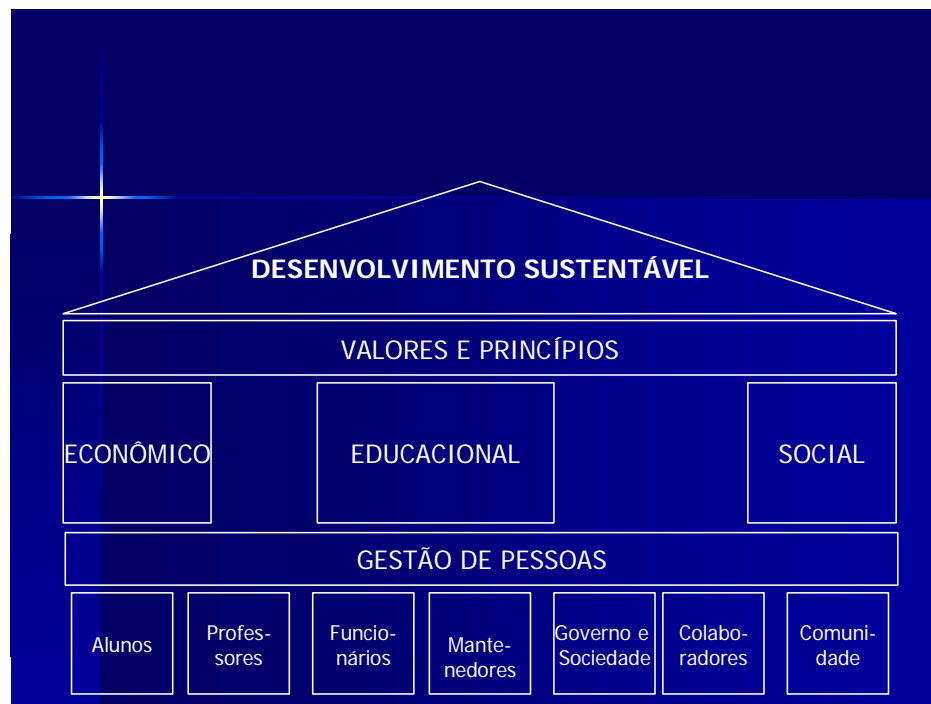 DESENVOLVIMENTO SUSTENTÁVEL
VALORES E PRINCÍPIOS
ECONÔMICO
EDUCACIONAL
SOCIAL
GESTÃO DE PESSOAS
Alunos
Profes-
sores
Funcio-
nários
Mante-
nedores
Governo e
Sociedade
Colabo-
radores
Comuni-
dade